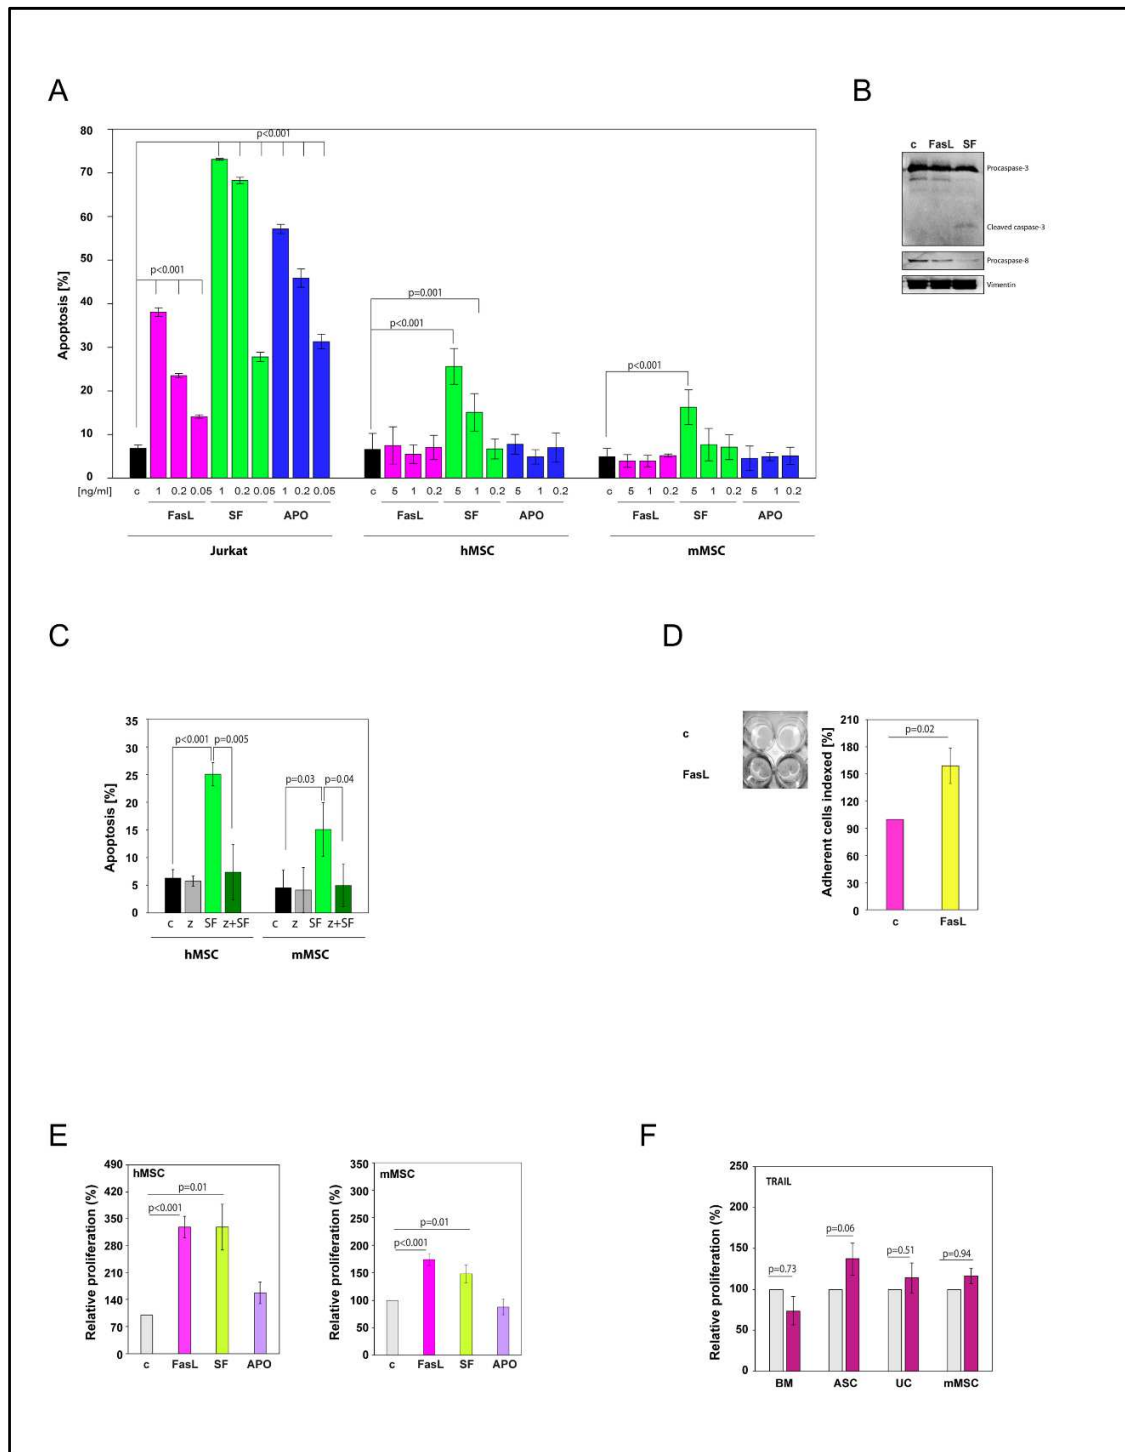 A
B
80
70
60
50
40
30
20
10
0
Apoptosis [%]
p<0.001
p<0.001
p=0.001
p<0.001
p<0.001
[ng/ml] c 1 0.2 0.05 1 0.2 0.05 1 0.2 0.05 c 5 1 0.2 5 1 0.2 5 1 0.2 c 5 1 0.2 5 1 0.2 5 1 0.2
FasL SF APO FasL SF APO FasL SF APO
Jurkat hMSC mMSC
c FasL SF
Procaspase-3
Cleaved caspase-3
Procaspase-8
Vimentin
C
D
35
30
25
20
15
10
5
0
Apoptosis [%]
p<0.001 p=0.005
p=0.03 p=0.04
c z SF z+SF c z SF z+SF
hMSC mMSC
c
FasL
210
180
150
120
90
60
30
0
Adherent cells indexed [%]
p=0.02
c FasL
E
F
490
420
350
280
210
140
70
0
Relative proliferation (%)
hMSC
p=0.01
p<0.001
c FasL SF APO
350
300
250
200
150
100
50
0
Relative proliferation (%)
mMSC
p=0.01
p<0.001
c FasL SF APO
250
200
150
100
50
0
Relative proliferation (%)
TRAIL
p=0.73
p=0.06
p=0.51
p=0.94
BM ASC UC mMSC